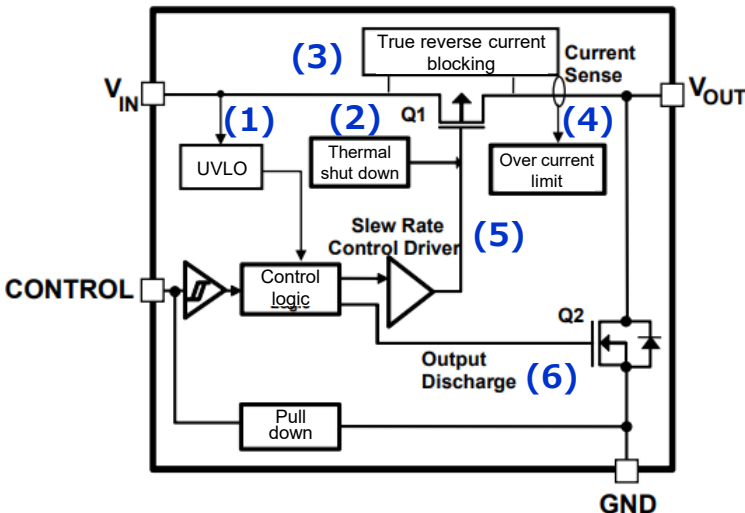 True reverse current
blocking
(3)
Current
Sense
VIN
VOUT
(1)
(2)
Q1
(4)
UVLO
Thermal
shut down
Over current
limit
Slew Rate
Control Driver
(5)
CONTROL
Control
logic
Q2
Output
Discharge
(6)
Pull
down
GND